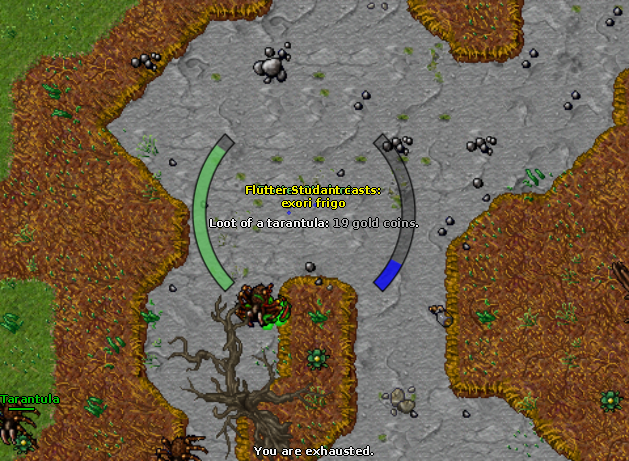 Flutter Studant casts:
exori frigo
Loot of a tarantula: 19 gold coins.
Tarantula
You are exhausted.